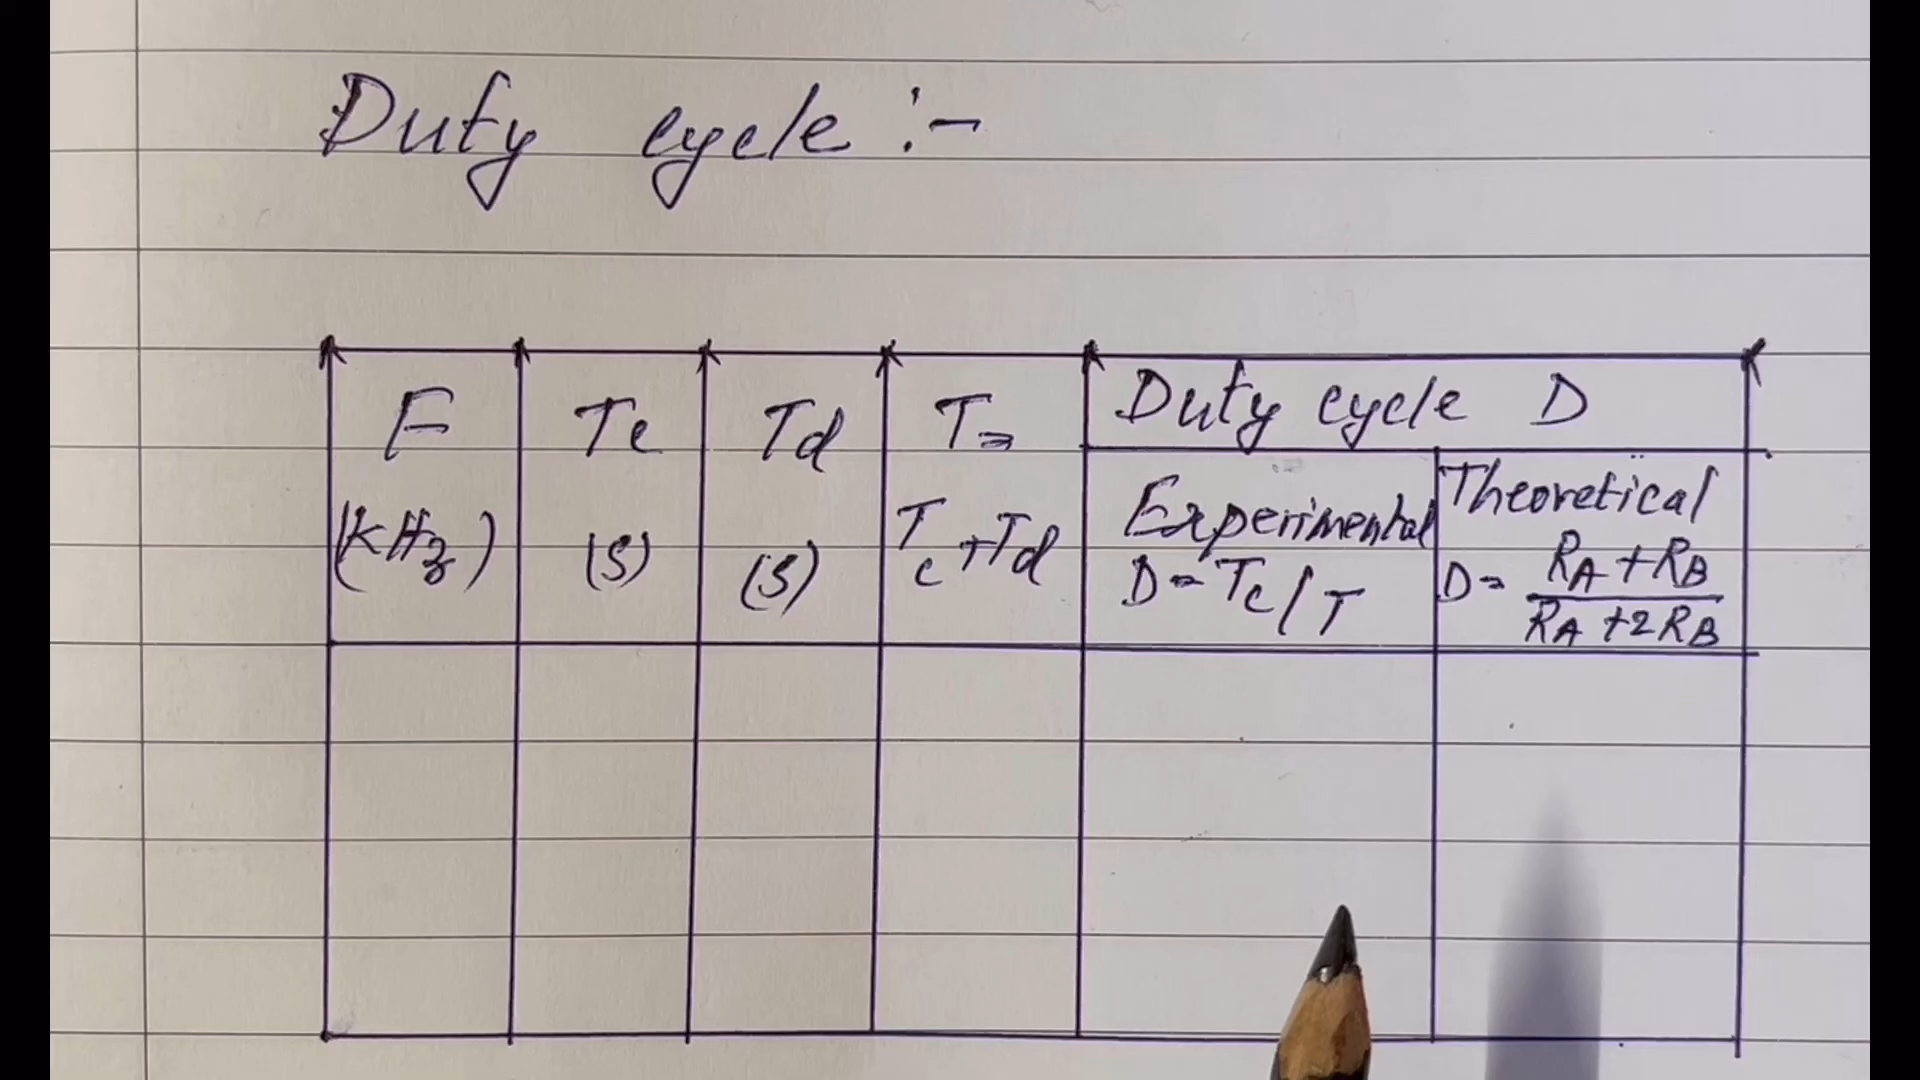 Duty cycle :-
F (KHz)
Tc (S)
Td (S)
T = Tc + Td
Duty cycle D
Experimental
D = Tc / T
Theoretical
D = RA + RB / RA + 2RB